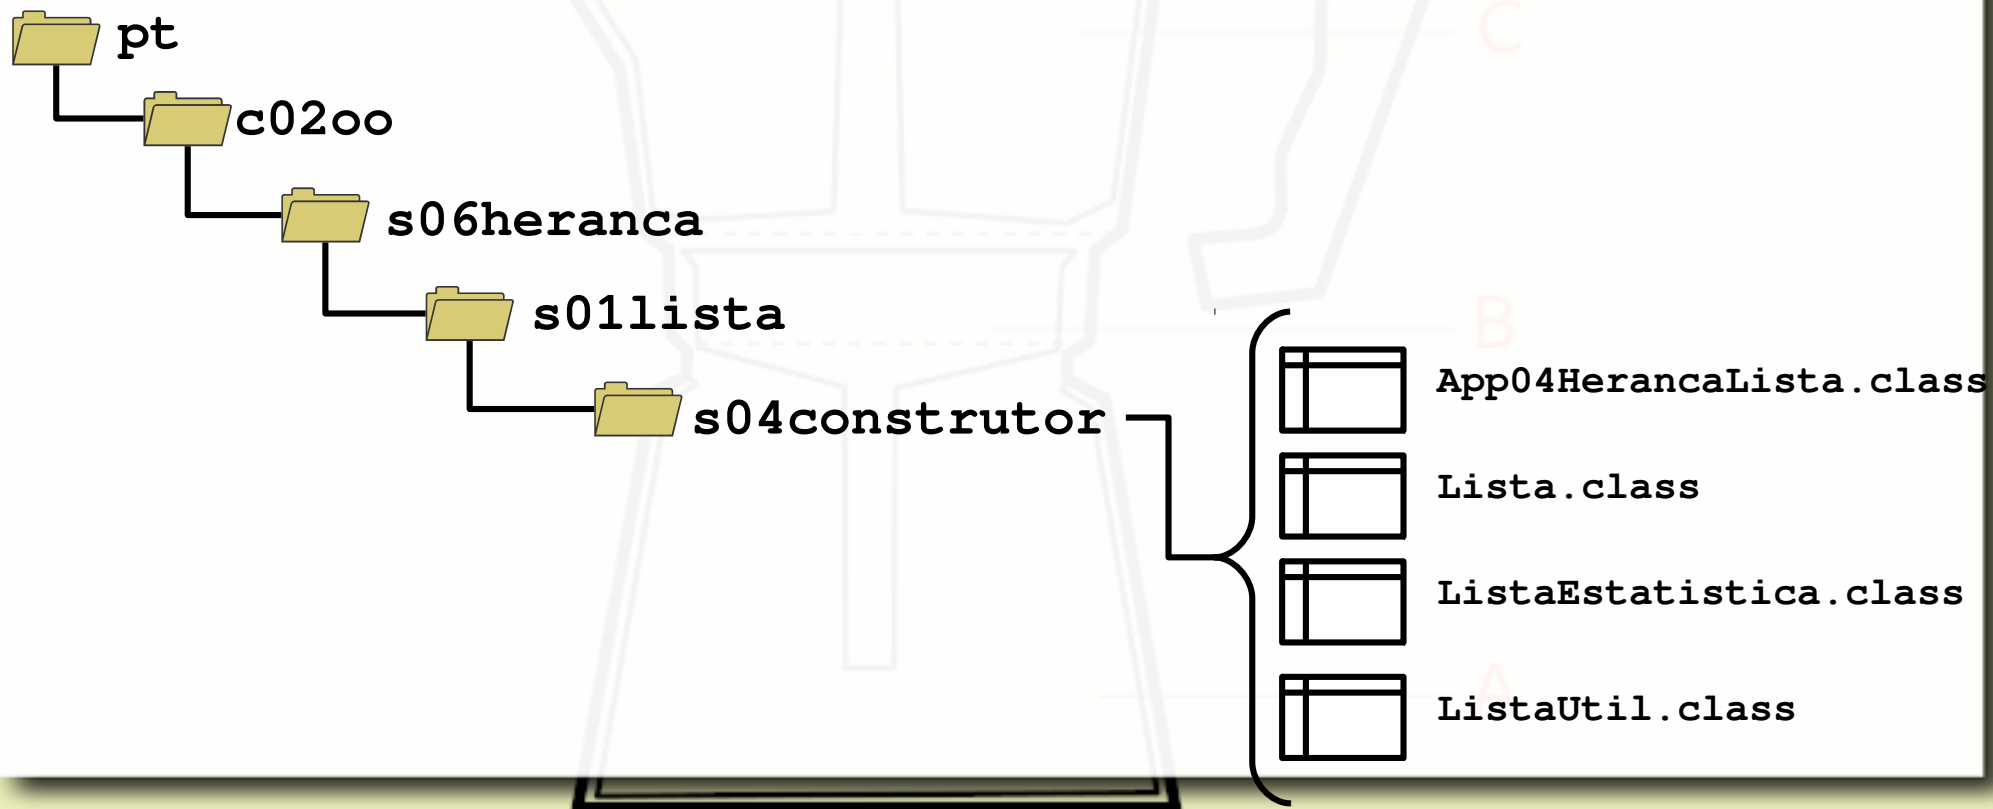 pt
c02oo
s06heranca
s01lista
s04construtor
App04HerancaLista.class
Lista.class
ListaEstatistica.class
ListaUtil.class
C
B
A